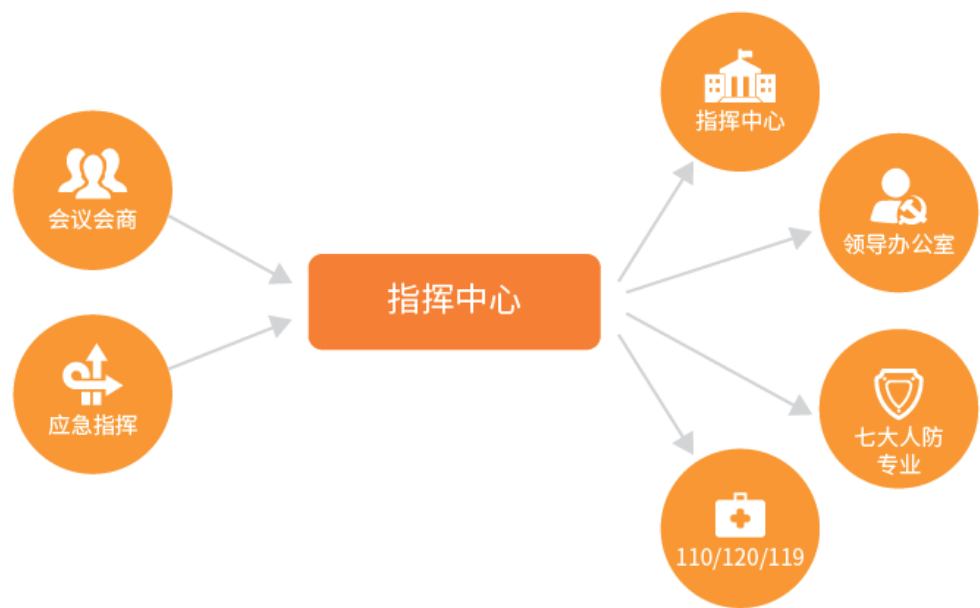 会议会商
应急指挥
指挥中心
指挥中心
领导办公室
七大人防
专业
110/120/119